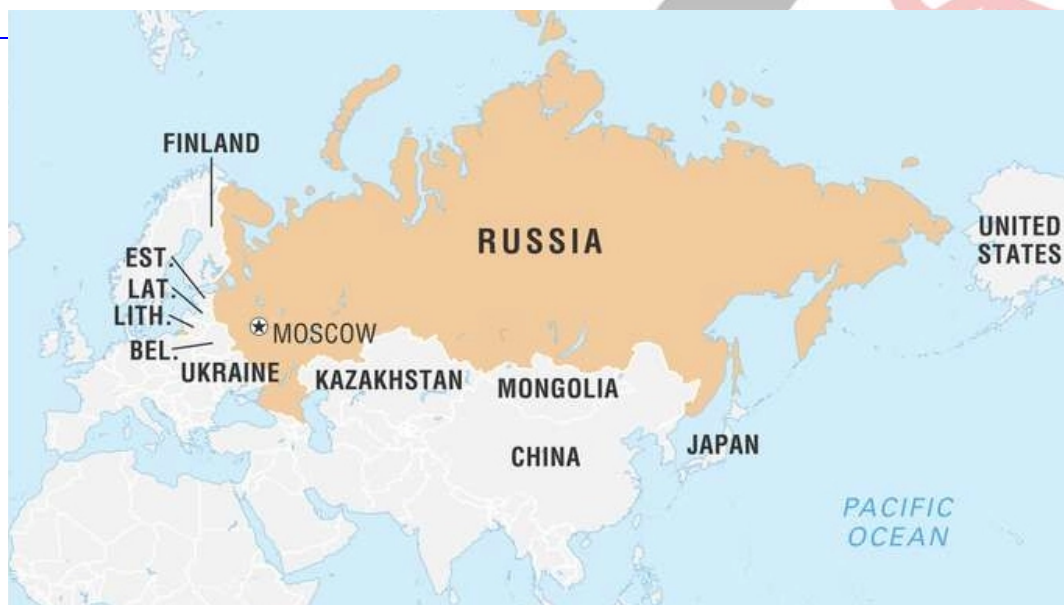 FINLAND
RUSSIA
UNITED
STATES
EST.
LAT.
LITH.
BEL.
MOSCOW
UKRAINE
KAZAKHSTAN
MONGOLIA
CHINA
JAPAN
PACIFIC
OCEAN